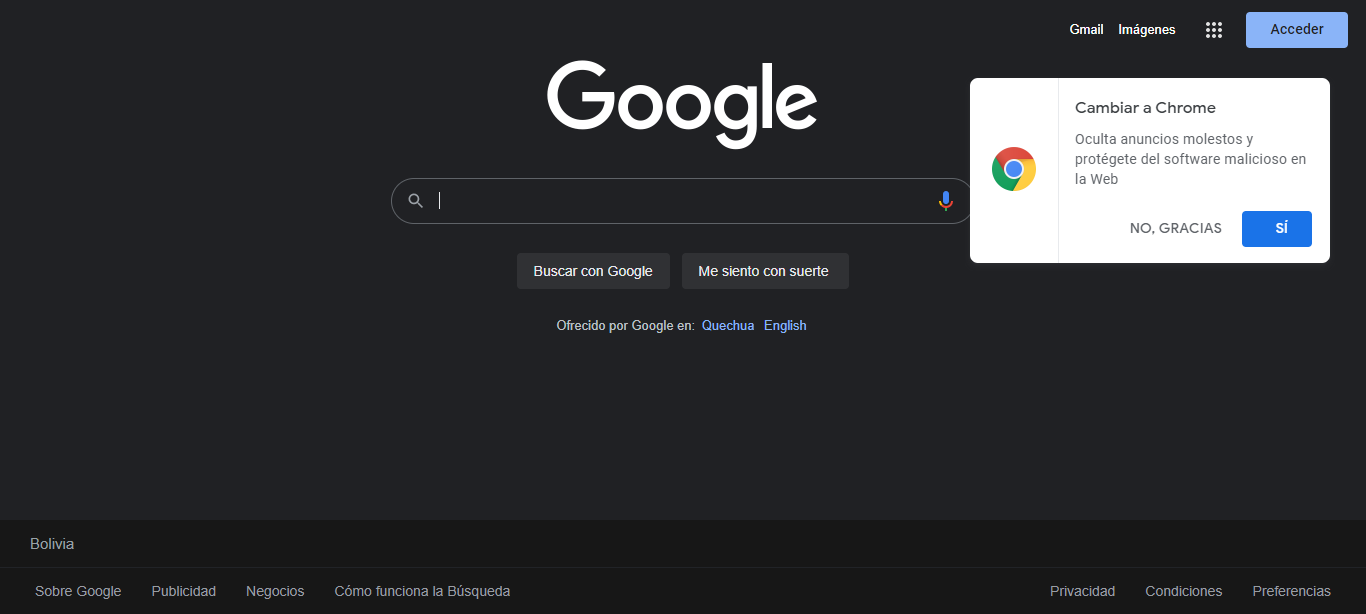 Gmail Imágenes Acceder
Google
Cambiar a Chrome
Oculta anuncios molestos y
protégete del software malicioso en
la Web
NO, GRACIAS SÍ
Buscar con Google Me siento con suerte
Ofrecido por Google en: Quechua English
Bolivia
Sobre Google Publicidad Negocios Cómo funciona la Búsqueda Privacidad Condiciones Preferencias